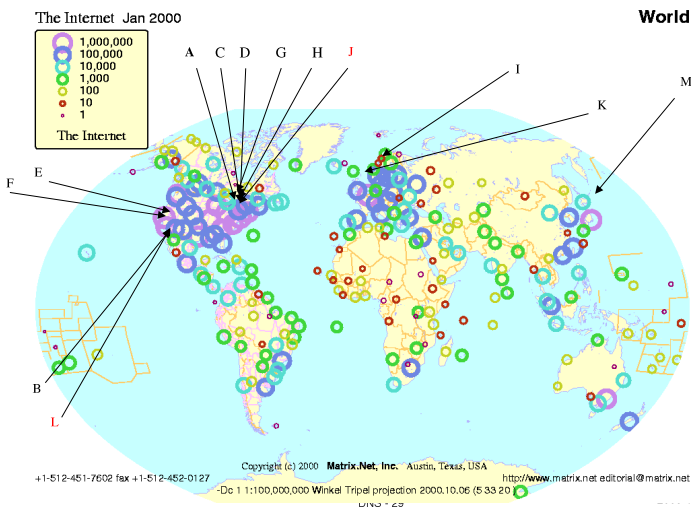 The Internet Jan 2000
World
1,000,000
100,000
10,000
1,000
100
10
1
The Internet
A C D G H J
I
M
K
E
F
B
L
Copyright (c) 2000 Matrix.Net, Inc. Austin, Texas, USA
+1-512-451-7602 fax +1-512-452-0127
http://www.matrix.net editorial@matrix.net
-Dc 1 1:100,000,000 Winkel Tripel projection 2000.10.06 (5 33 20 )
DNS - 29